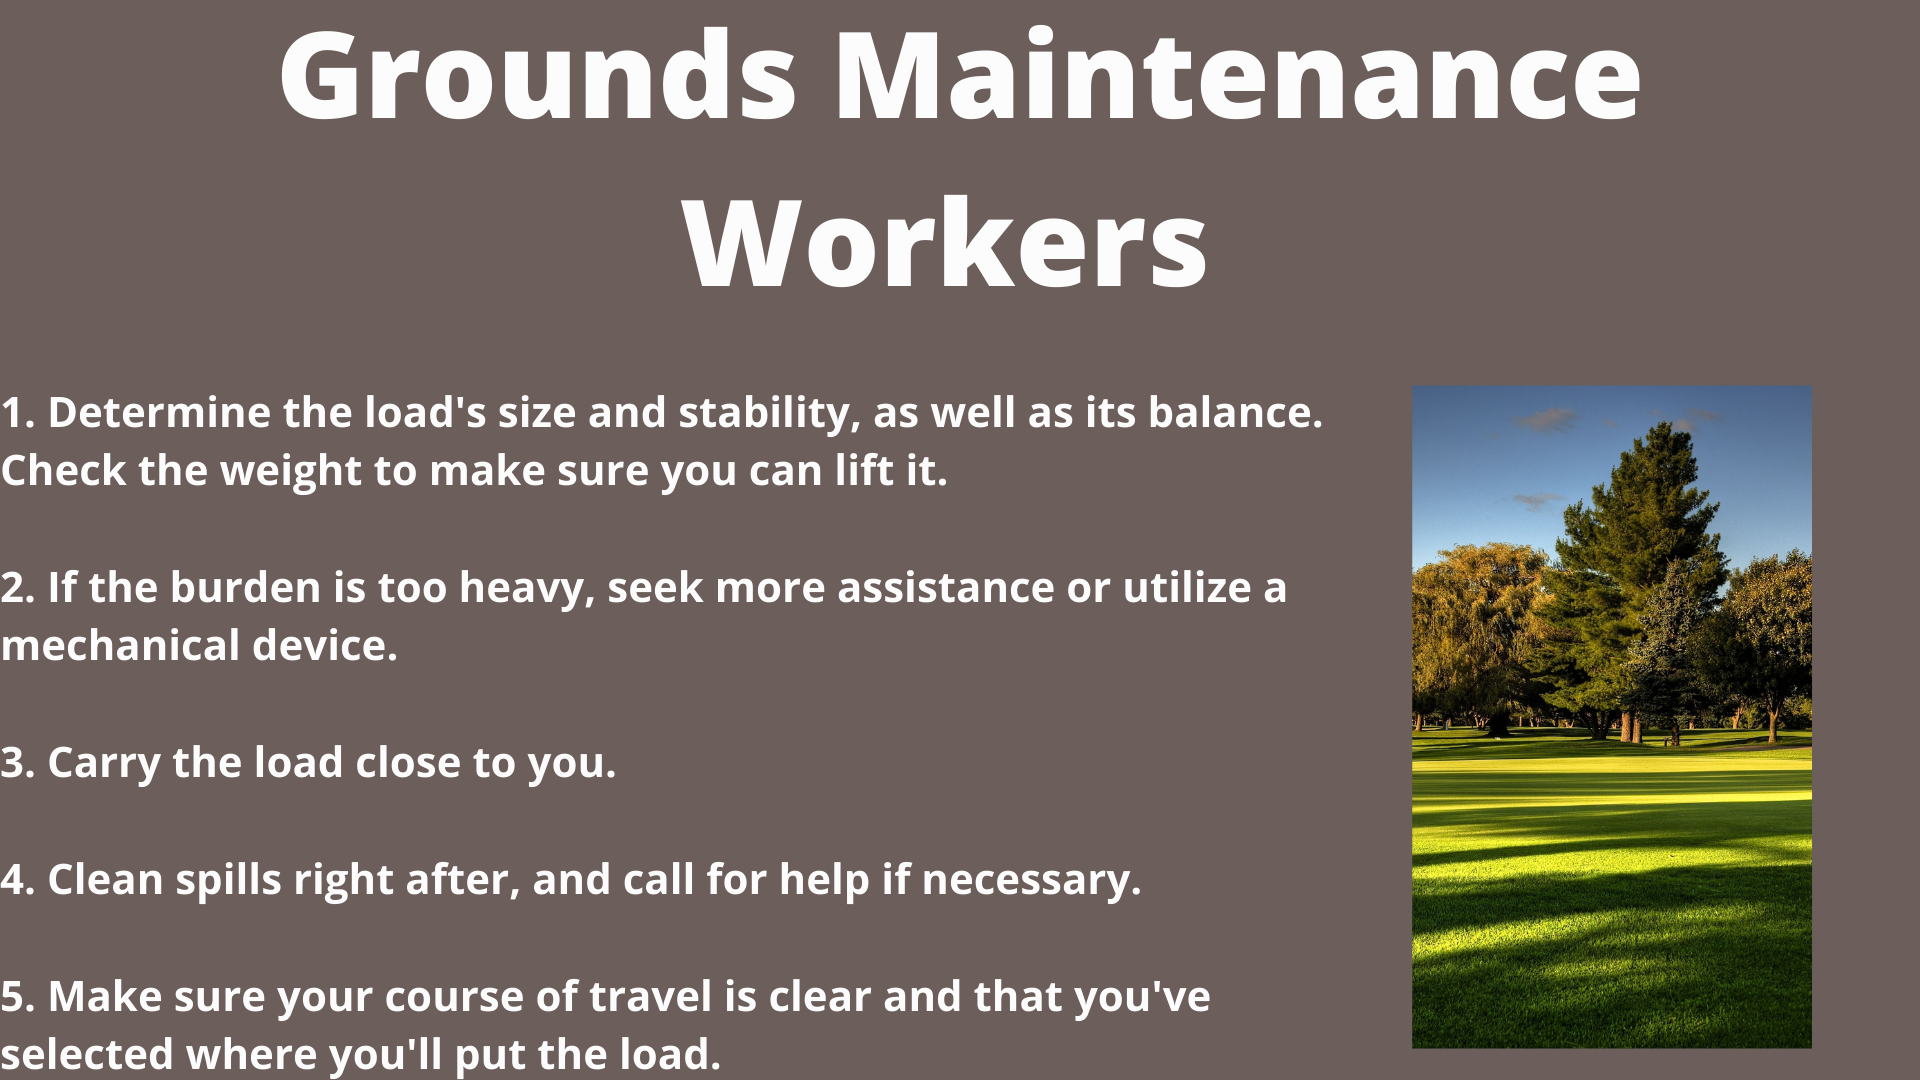 Grounds Maintenance
Workers
1. Determine the load's size and stability, as well as its balance.
Check the weight to make sure you can lift it.
2. If the burden is too heavy, seek more assistance or utilize a
mechanical device.
3. Carry the load close to you.
4. Clean spills right after, and call for help if necessary.
5. Make sure your course of travel is clear and that you've
selected where you'll put the load.